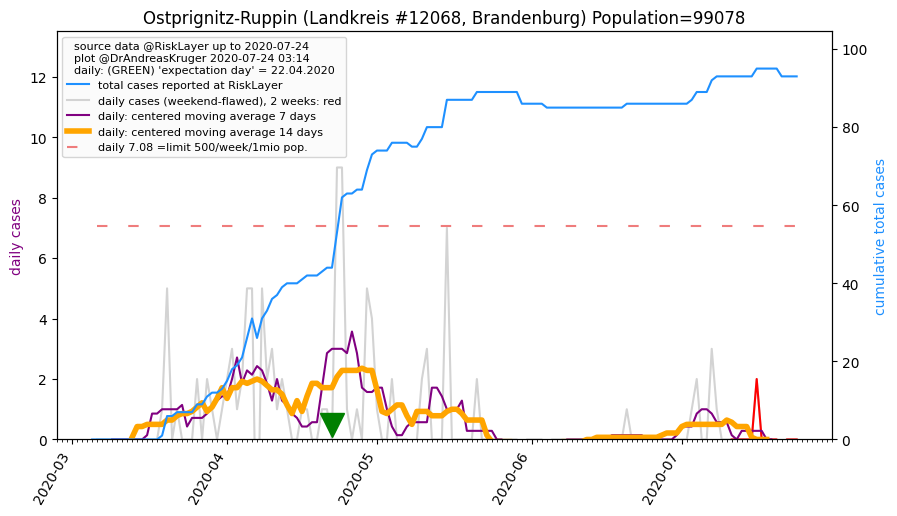 Ostprignitz-Ruppin (Landkreis #12068, Brandenburg) Population=99078
source data @RiskLayer up to 2020-07-24
plot @DrAndreasKruger 2020-07-24 03:14
daily: (GREEN) 'expectation day' = 22.04.2020
total cases reported at RiskLayer
daily cases (weekend-flawed), 2 weeks: red
daily: centered moving average 7 days
daily: centered moving average 14 days
daily 7.08 =limit 500/week/1mio pop.
daily cases
12
10
8
6
4
2
0
cumulative total cases
100
80
60
40
20
0
2020-03
2020-04
2020-05
2020-06
2020-07